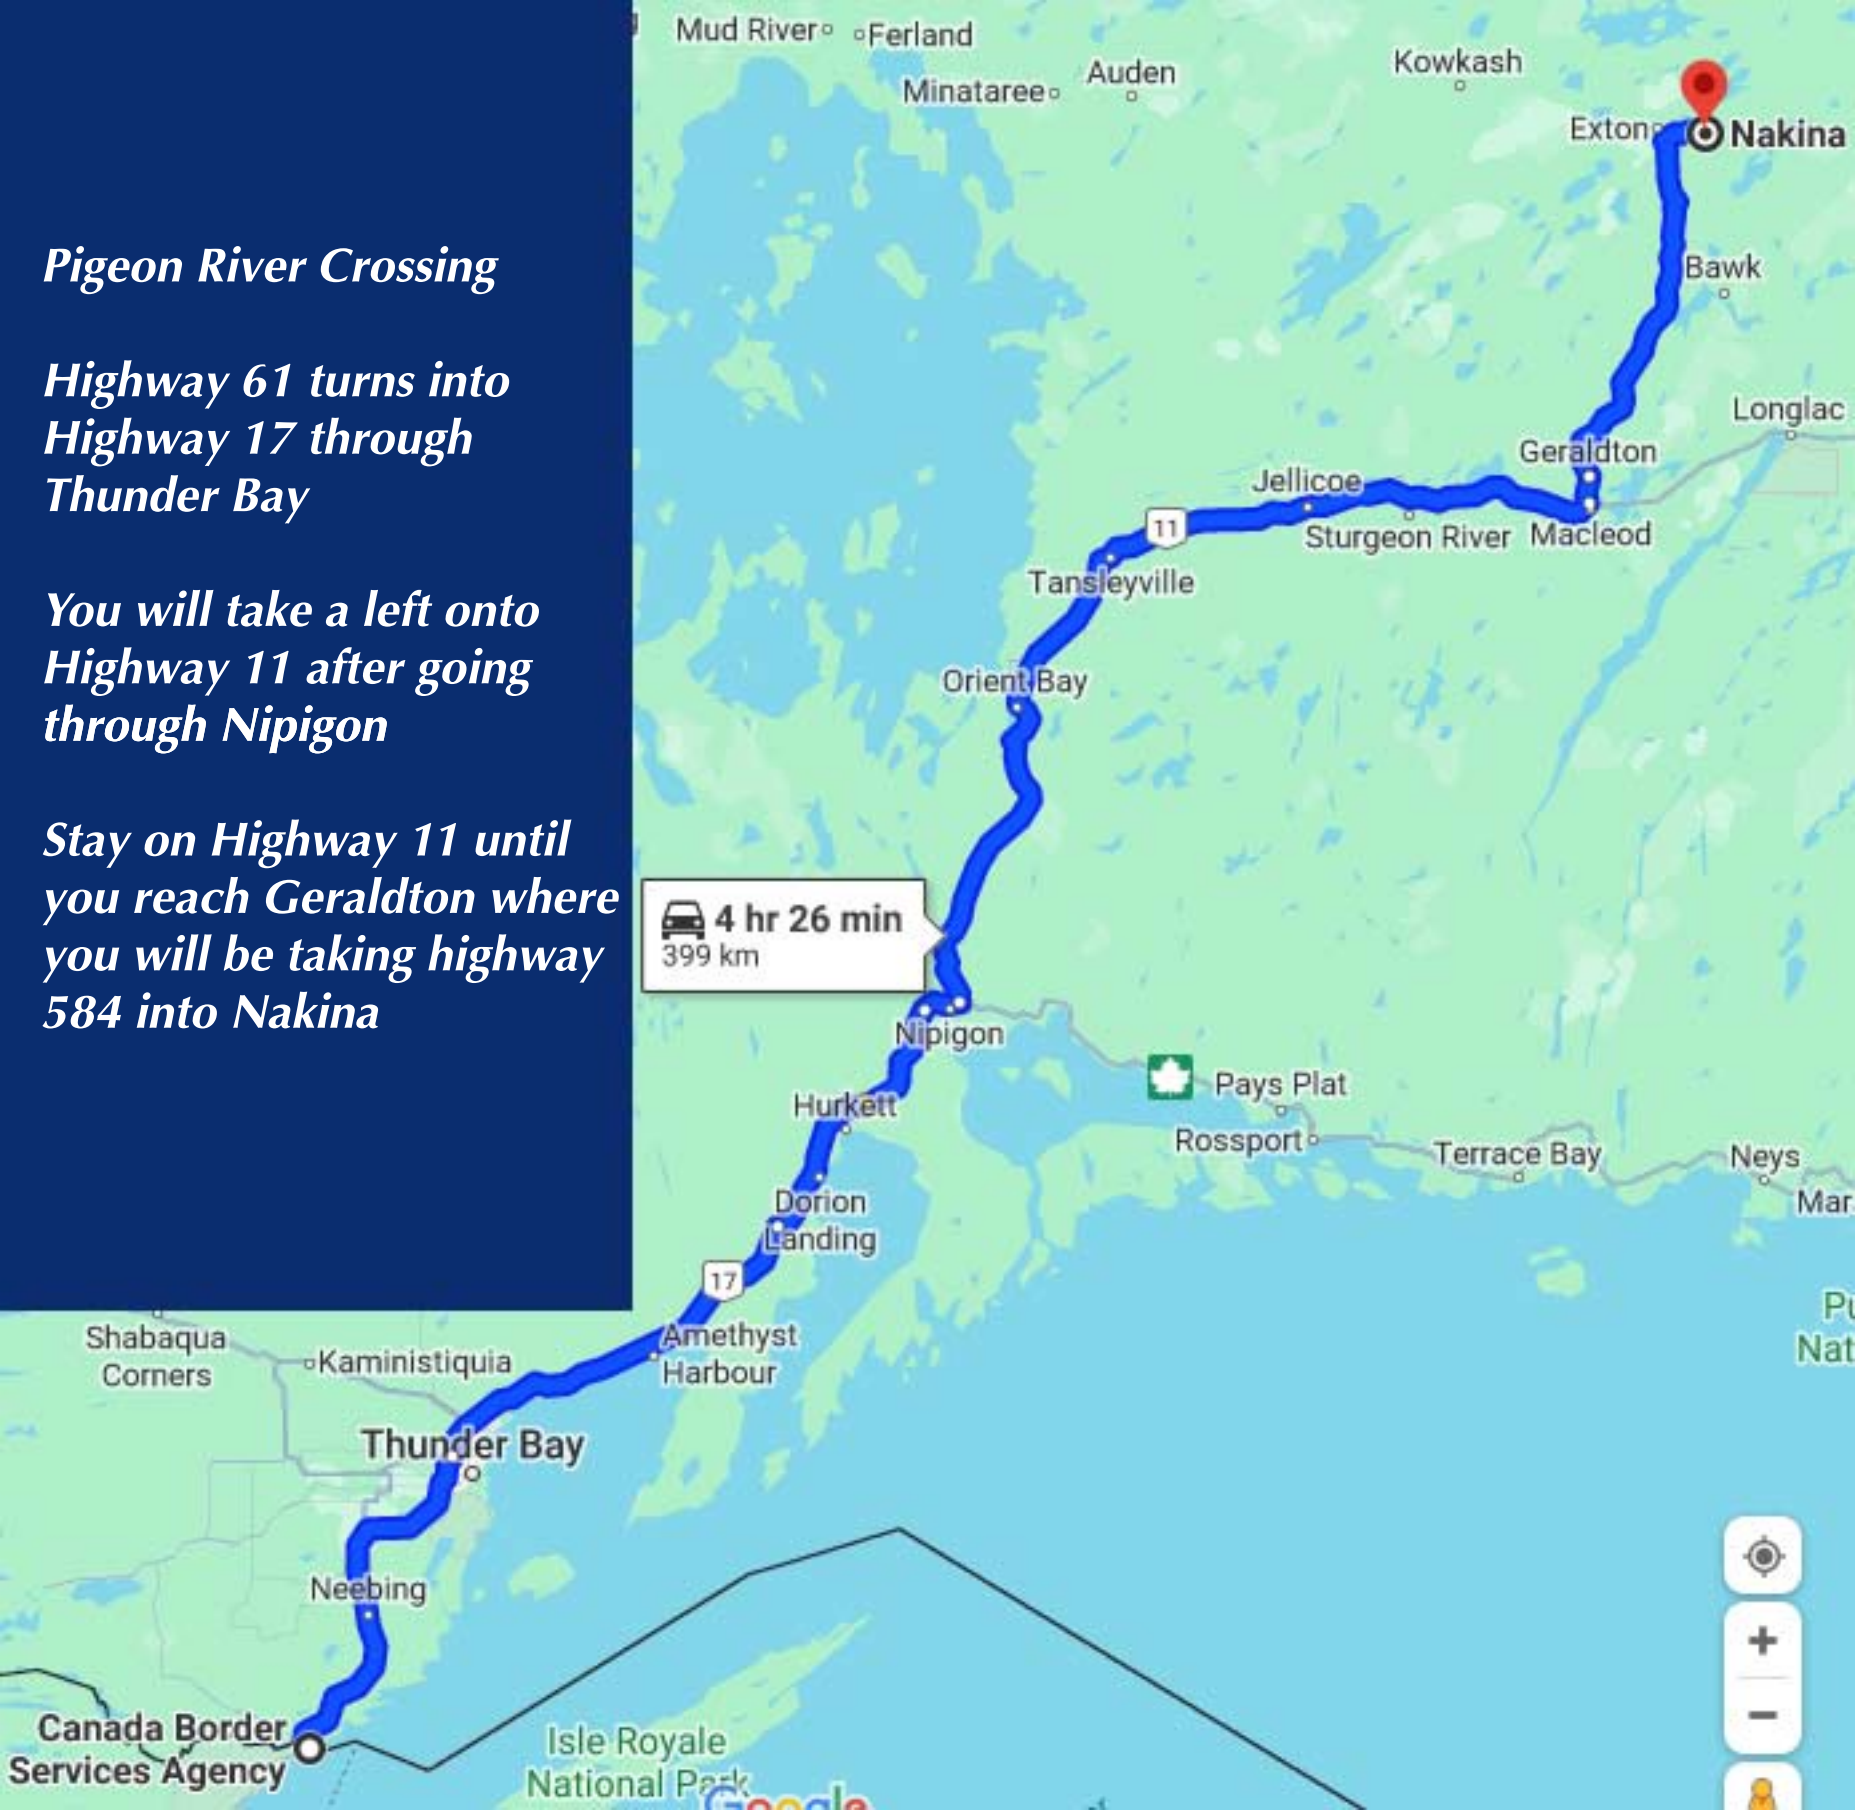 Pigeon River Crossing
Highway 61 turns into
Highway 17 through
Thunder Bay
You will take a left onto
Highway 11 after going
through Nipigon
Stay on Highway 11 until
you reach Geraldton where
you will be taking highway
584 into Nakina
Mud River
Ferland
Minataree
Auden
Kowkash
Exton
Nakina
Bawk
Longlac
Geraldton
Jellicoe
11
Sturgeon River
Macleod
Tansleyville
Orient Bay
4 hr 26 min
399 km
Nipigon
Pays Plat
Hurkett
Rossport
Terrace Bay
Neys
Mar
Dorion
Landing
17
Pu
Nat
Amethyst
Harbour
Shabaqua
Corners
Kaministiquia
Thunder Bay
Neebing
Canada Border
Services Agency
Isle Royale
National Park
Google
+
−